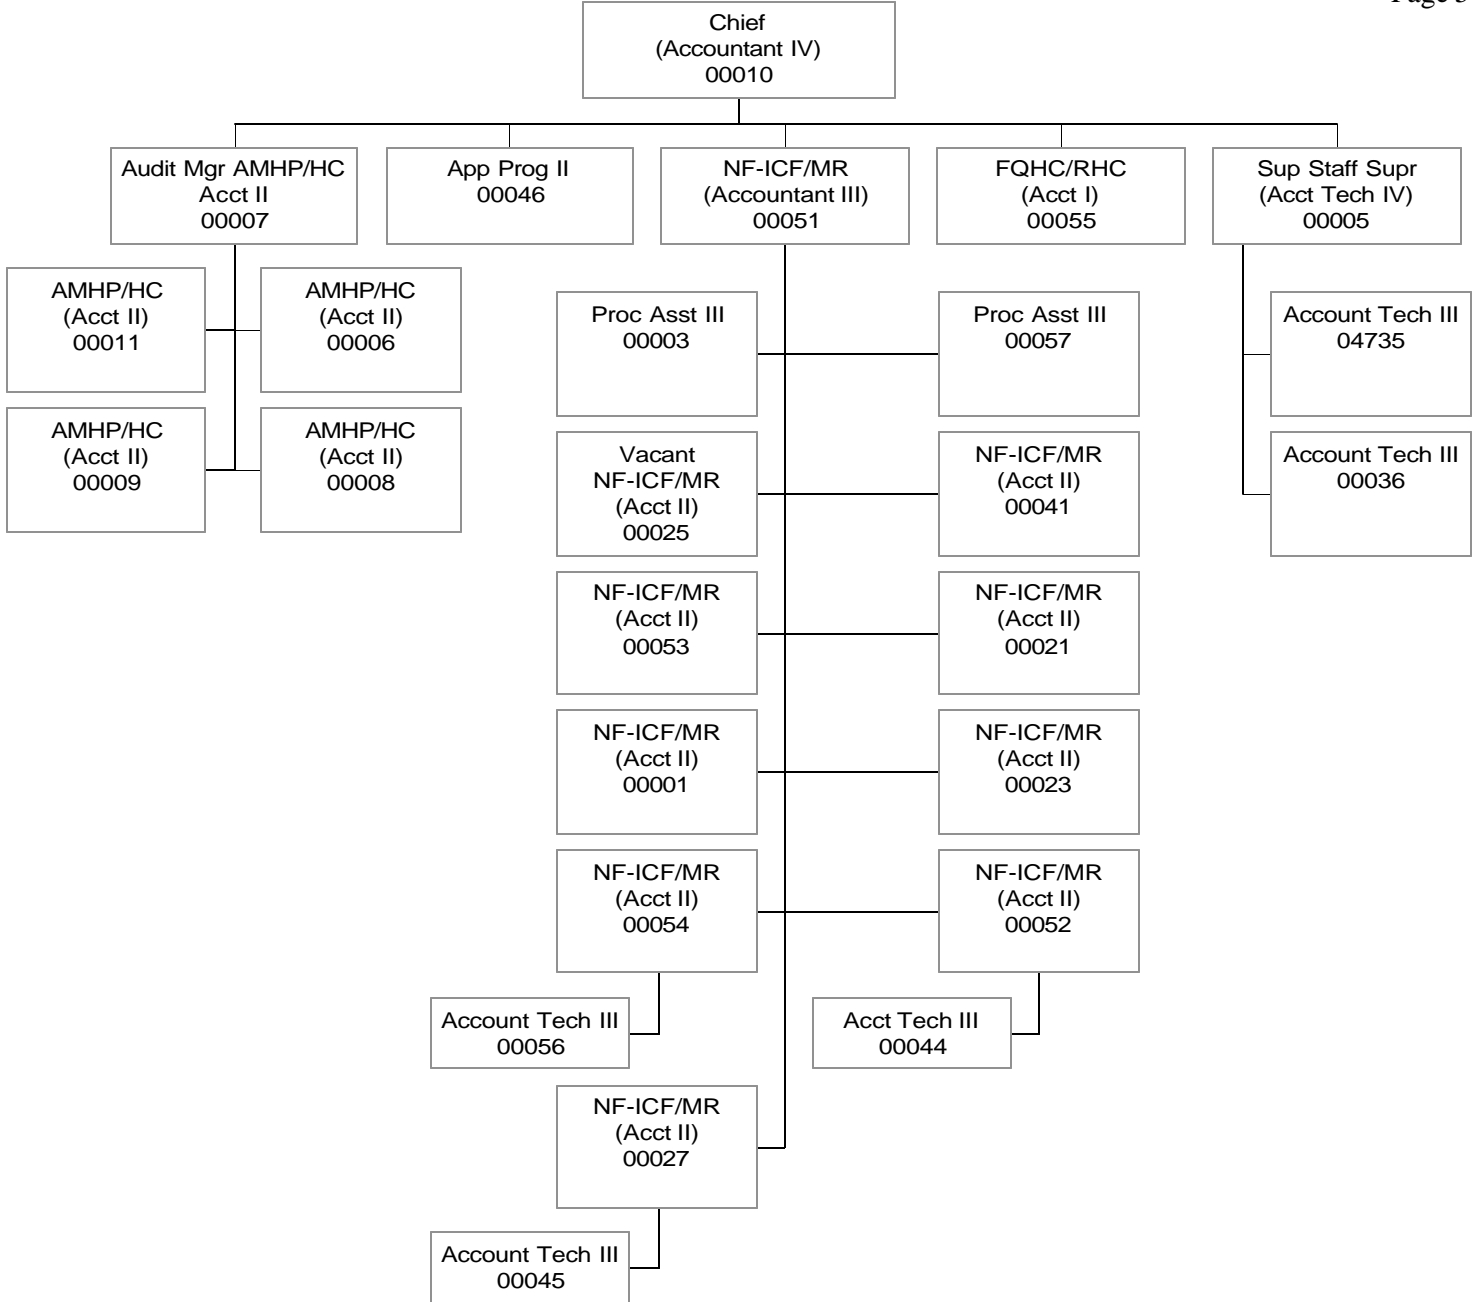 Page 3
Chief
(Accountant IV)
00010
Audit Mgr AMHP/HC
Acct II
00007
App Prog II
00046
NF-ICF/MR
(Accountant III)
00051
FQHC/RHC
(Acct I)
00055
Sup Staff Supr
(Acct Tech IV)
00005
AMHP/HC
(Acct II)
00011
AMHP/HC
(Acct II)
00006
Proc Asst III
00003
Proc Asst III
00057
Account Tech III
04735
AMHP/HC
(Acct II)
00009
AMHP/HC
(Acct II)
00008
Vacant
NF-ICF/MR
(Acct II)
00025
NF-ICF/MR
(Acct II)
00041
Account Tech III
00036
NF-ICF/MR
(Acct II)
00053
NF-ICF/MR
(Acct II)
00021
NF-ICF/MR
(Acct II)
00001
NF-ICF/MR
(Acct II)
00023
NF-ICF/MR
(Acct II)
00054
NF-ICF/MR
(Acct II)
00052
Account Tech III
00056
Acct Tech III
00044
NF-ICF/MR
(Acct II)
00027
Account Tech III
00045